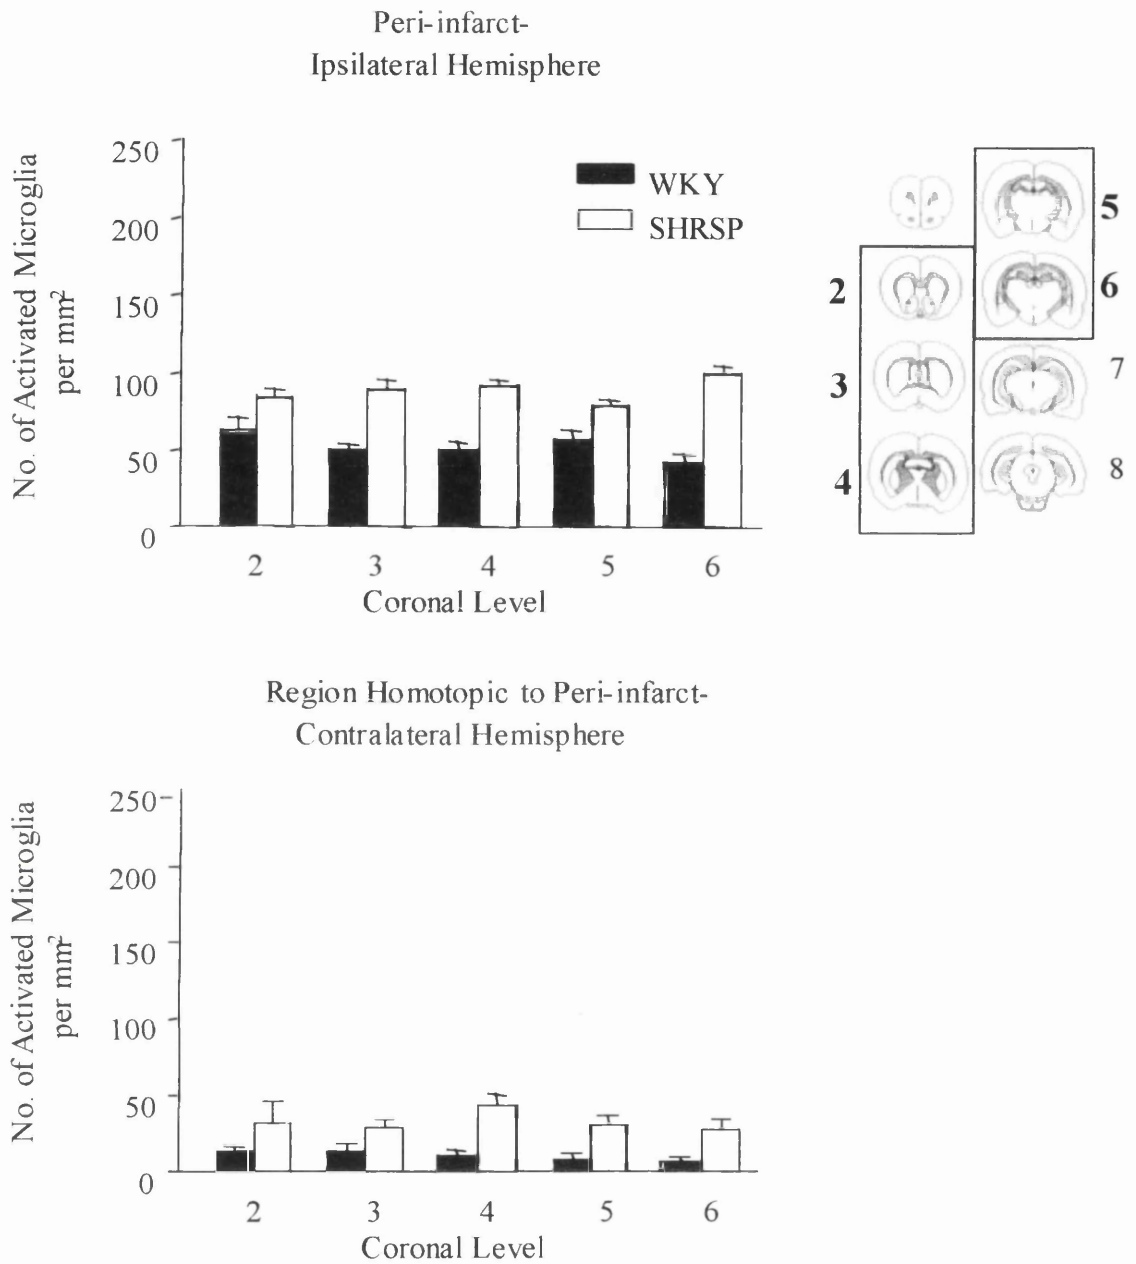 Peri-infarct-
Ipsilateral Hemisphere
No. of Activated Microglia
per mm²
250
200
150
100
50
0
WKY
SHRSP
2
3
4
5
6
Coronal Level
2
3
4
5
6
7
8
Region Homotopic to Peri-infarct-
Contralateral Hemisphere
No. of Activated Microglia
per mm²
250
200
150
100
50
0
2
3
4
5
6
Coronal Level